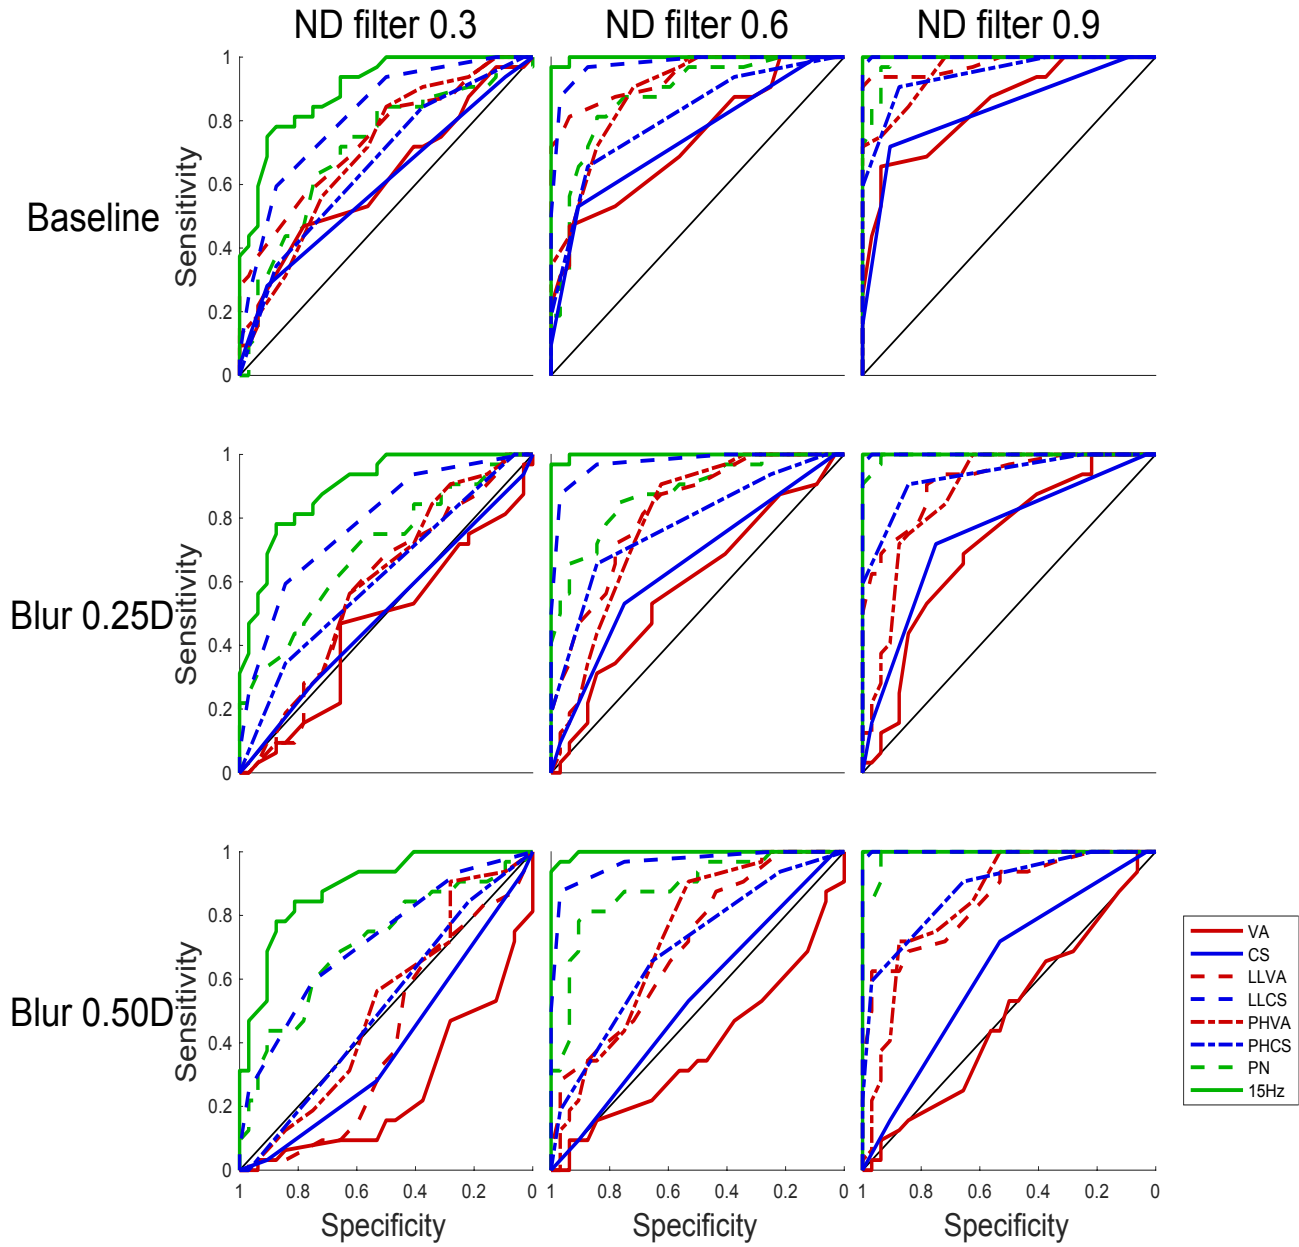 ND filter 0.3
ND filter 0.6
ND filter 0.9
Baseline
Sensitivity
1
0.8
0.6
0.4
0.2
0
Blur 0.25D
Sensitivity
1
0.8
0.6
0.4
0.2
0
Blur 0.50D
Sensitivity
1
0.8
0.6
0.4
0.2
0
1 0.8 0.6 0.4 0.2 0
1 0.8 0.6 0.4 0.2 0
1 0.8 0.6 0.4 0.2 0
Specificity
Specificity
Specificity
VA
CS
LLVA
LLCS
PHVA
PHCS
PN
15Hz